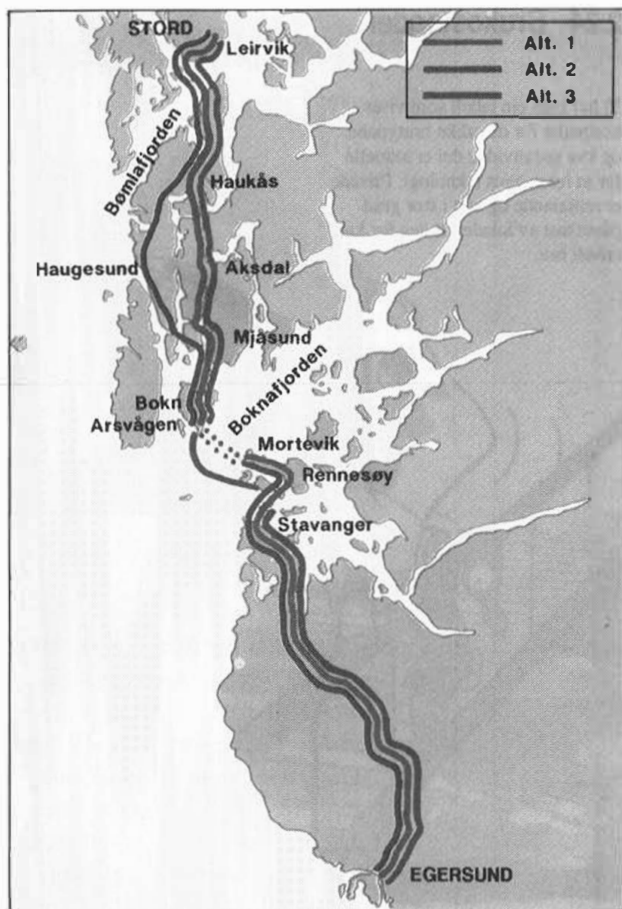 STORD
Leirvik
Alt. 1
Alt. 2
Alt. 3
Bømlafjorden
Haukås
Haugesund
Aksdal
Mjåsund
Boknafjorden
Bokn
Arsvågen
Mortevik
Rennesøy
Stavanger
EGERSUND